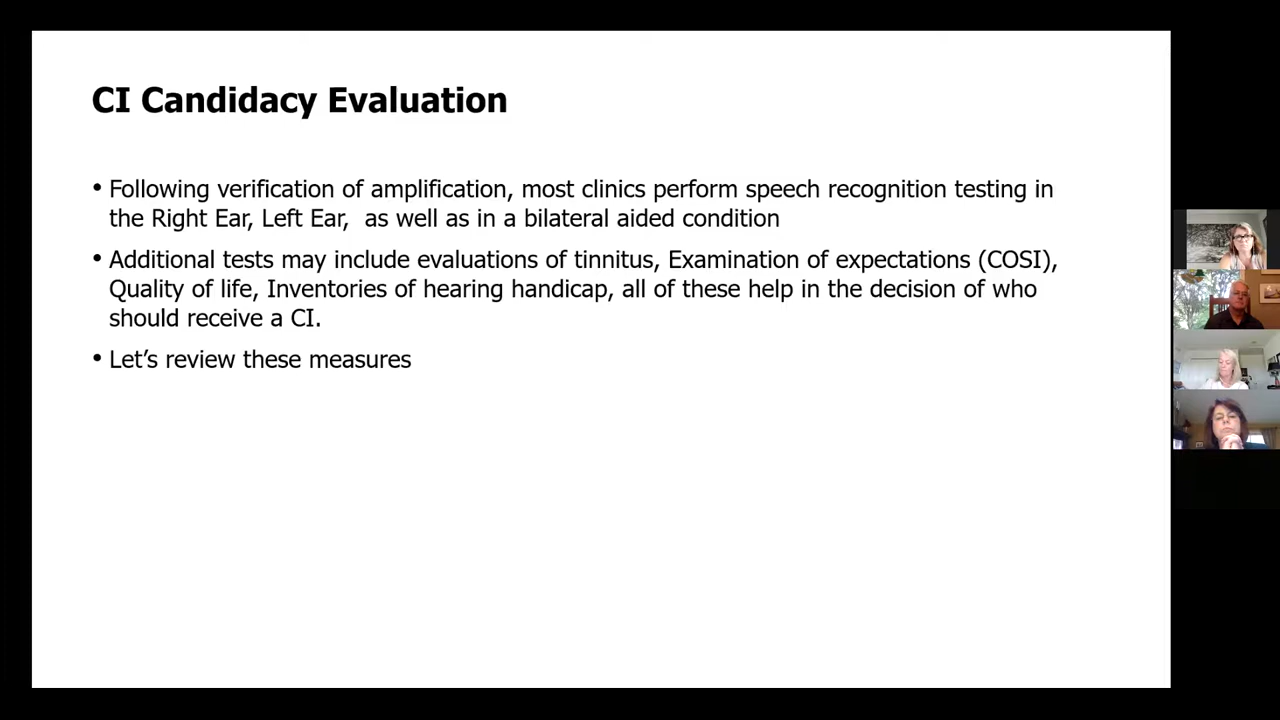 CI Candidacy Evaluation
• Following verification of amplification, most clinics perform speech recognition testing in
the Right Ear, Left Ear,  as well as in a bilateral aided condition
• Additional tests may include evaluations of tinnitus, Examination of expectations (COSI),
Quality of life, Inventories of hearing handicap, all of these help in the decision of who
should receive a CI.
• Let’s review these measures